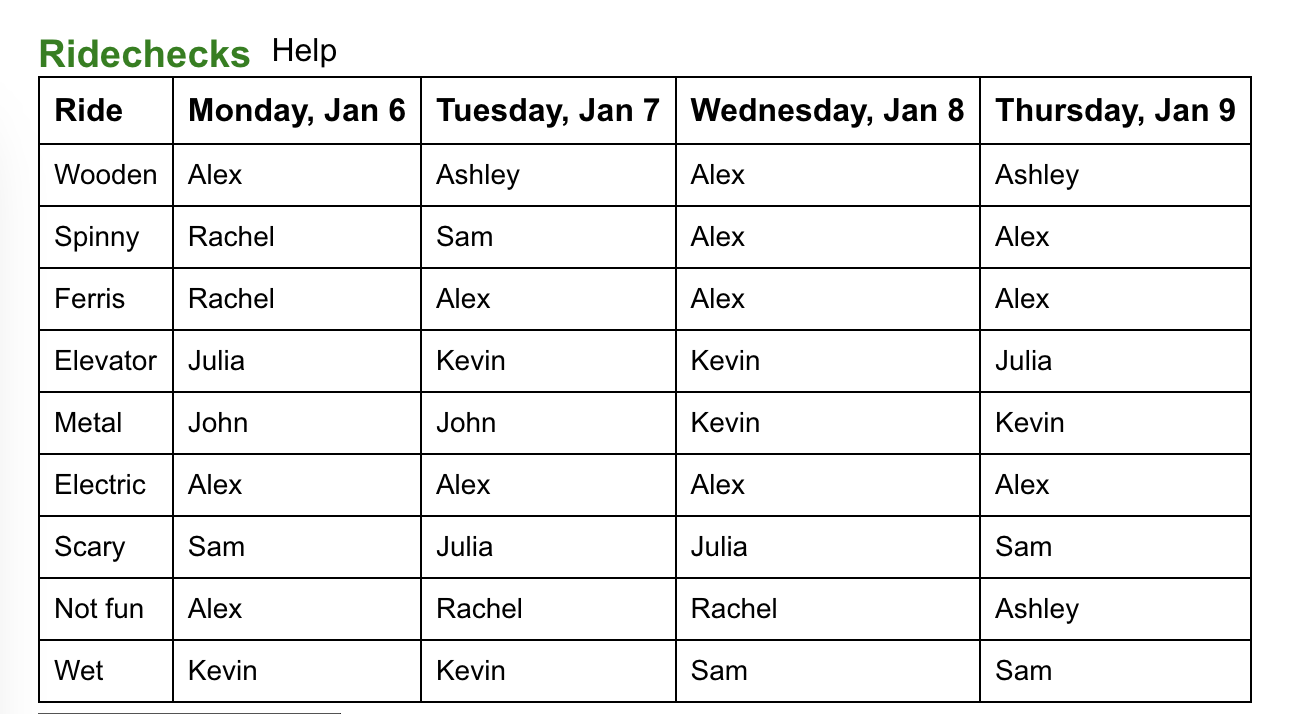 Ridechecks Help
Ride Monday, Jan 6 Tuesday, Jan 7 Wednesday, Jan 8 Thursday, Jan 9
Wooden Alex Ashley Alex Ashley
Spinny Rachel Sam Alex Alex
Ferris Rachel Alex Alex Alex
Elevator Julia Kevin Kevin Julia
Metal John John Kevin Kevin
Electric Alex Alex Alex Alex
Scary Sam Julia Julia Sam
Not fun Alex Rachel Rachel Ashley
Wet Kevin Kevin Sam Sam